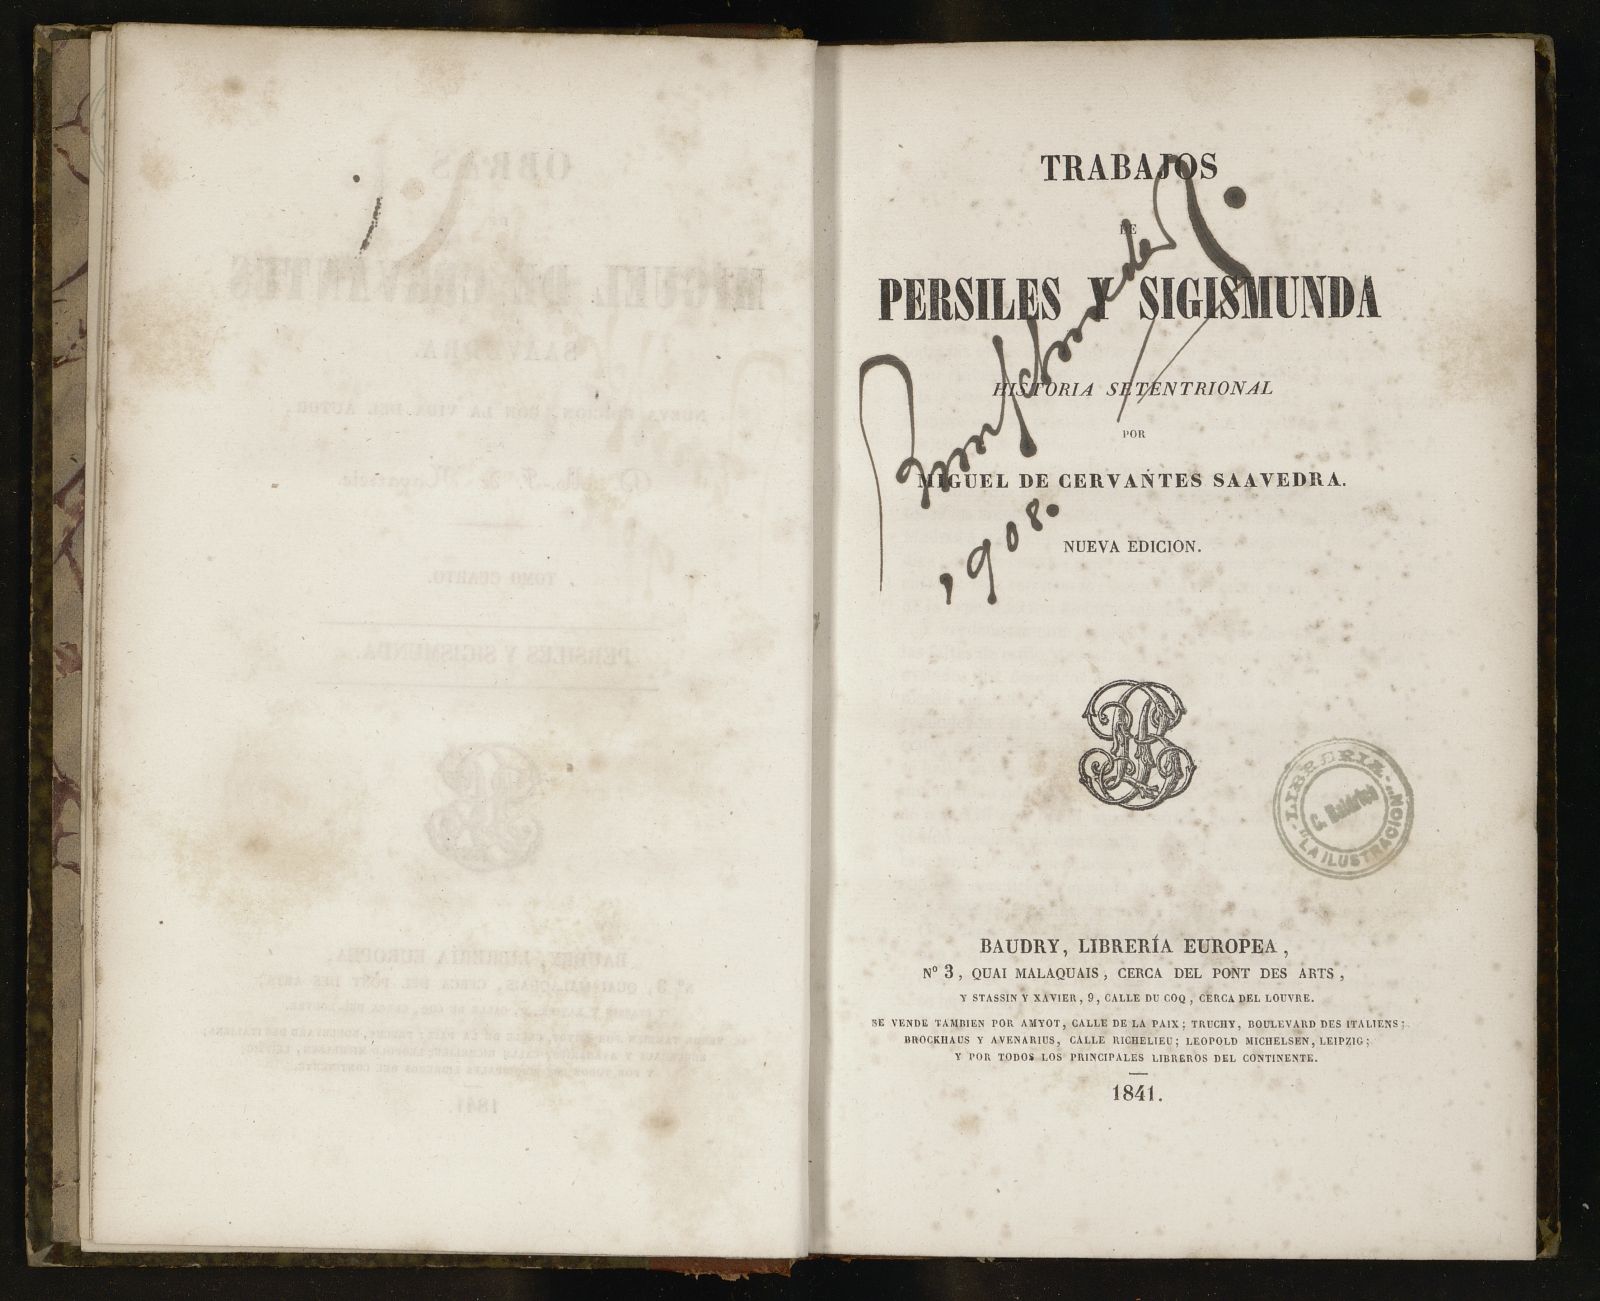 TRABAJOS
DE
PERSILES Y SIGISMUNDA
HISTORIA SETENTRIONAL
POR
MIGUEL DE CERVANTES SAAVEDRA.
1908.
NUEVA EDICION.
LIBRERIA
"LA ILUSTRACION"
BAUDRY, LIBRERÍA EUROPEA,
Nº 3, QUAI MALAQUAIS, CERCA DEL PONT DES ARTS,
Y STASSIN Y XAVIER, 9, CALLE DU COQ, CERCA DEL LOUVRE.
SE VENDE TAMBIEN POR AMYOT, CALLE DE LA PAIX; TRUCHY, BOULEVARD DES ITALIENS;
BROCKHAUS Y AVENARIUS, CALLE RICHELIEU; LEOPOLD MICHELSEN, LEIPZIG;
Y POR TODOS LOS PRINCIPALES LIBREROS DEL CONTINENTE.
1841.